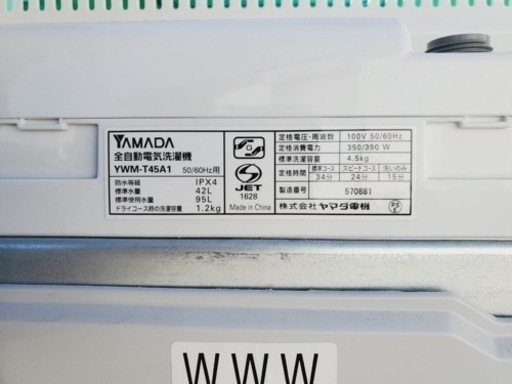 YAMADA
全自動電気洗濯機
YWM-T45A1 50/60Hz用
防水等級 IPX4
標準水量 42L
標準使用水量 95L
ドライコース時の洗濯容量 1.2kg
G
S
JET
1628
Made in China
定格電圧・周波数 100V 50/60Hz
定格消費電力 350/390 W
標準洗濯容量 4.5kg
定格時間 標準コース スピードコース 洗いのみ
34分 24分 15分
製造番号 570881
株式会社ヤマダ電機
PS
E
WWW